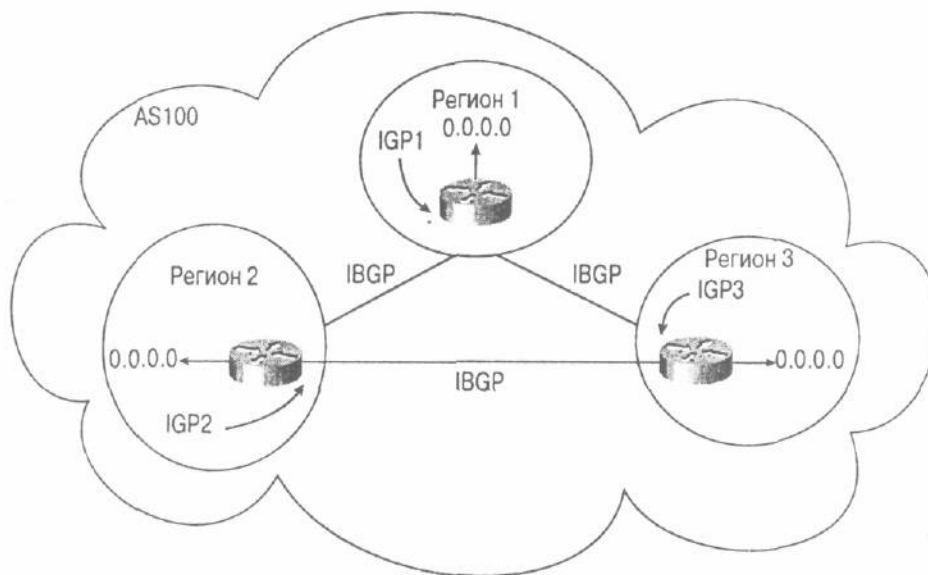 AS100
Регион 1
0.0.0.0
IGP1
IBGP
IBGP
Регион 2
Регион 3
IGP3
0.0.0.0
0.0.0.0
IBGP
IGP2